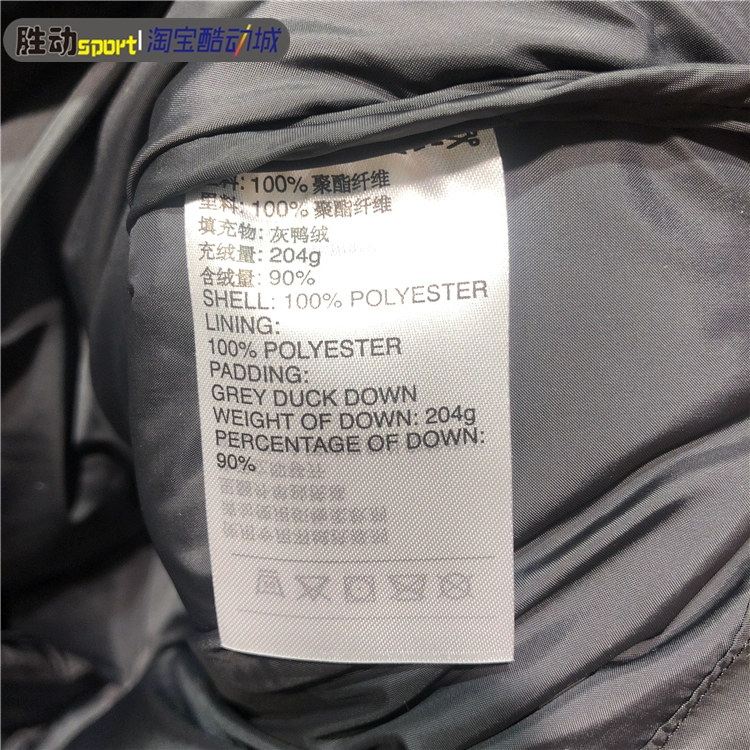 胜动sport 淘宝酷动城
料: 100% 聚酯纤维
里料: 100% 聚酯纤维
填充物: 灰鸭绒
充绒量: 204g
含绒量: 90%
SHELL: 100% POLYESTER
LINING:
100% POLYESTER
PADDING:
GREY DUCK DOWN
WEIGHT OF DOWN: 204g
PERCENTAGE OF DOWN:
90%